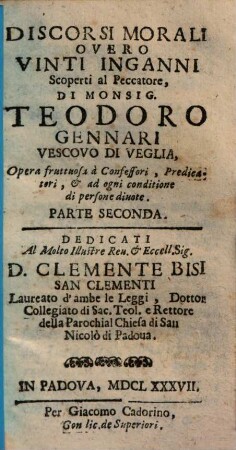 DISCORSI MORALI
OVERO
VINTI INGANNI
Scoperti al Peccatore,
DI MONSIG.
TEODORO
GENNARI
VESCOVO DI VEGLIA,
Opera fruttuosa à Confessori, Predica-
tori, & ad ogni conditione
di persone divote.
PARTE SECONDA.
DEDICATI
Al Molto Illustre Reu. & Eccell. Sig.
D. CLEMENTE BISI
SAN CLEMENTI
Laureato d'ambe le Leggi, Dottor
Collegiato di Sac. Teol. e Rettore
della Parochial Chiesa di San
Nicolò di Padova.
IN PADOVA, MDCLXXXVII.
Per Giacomo Cadorino,
Con lic. de Superiori.